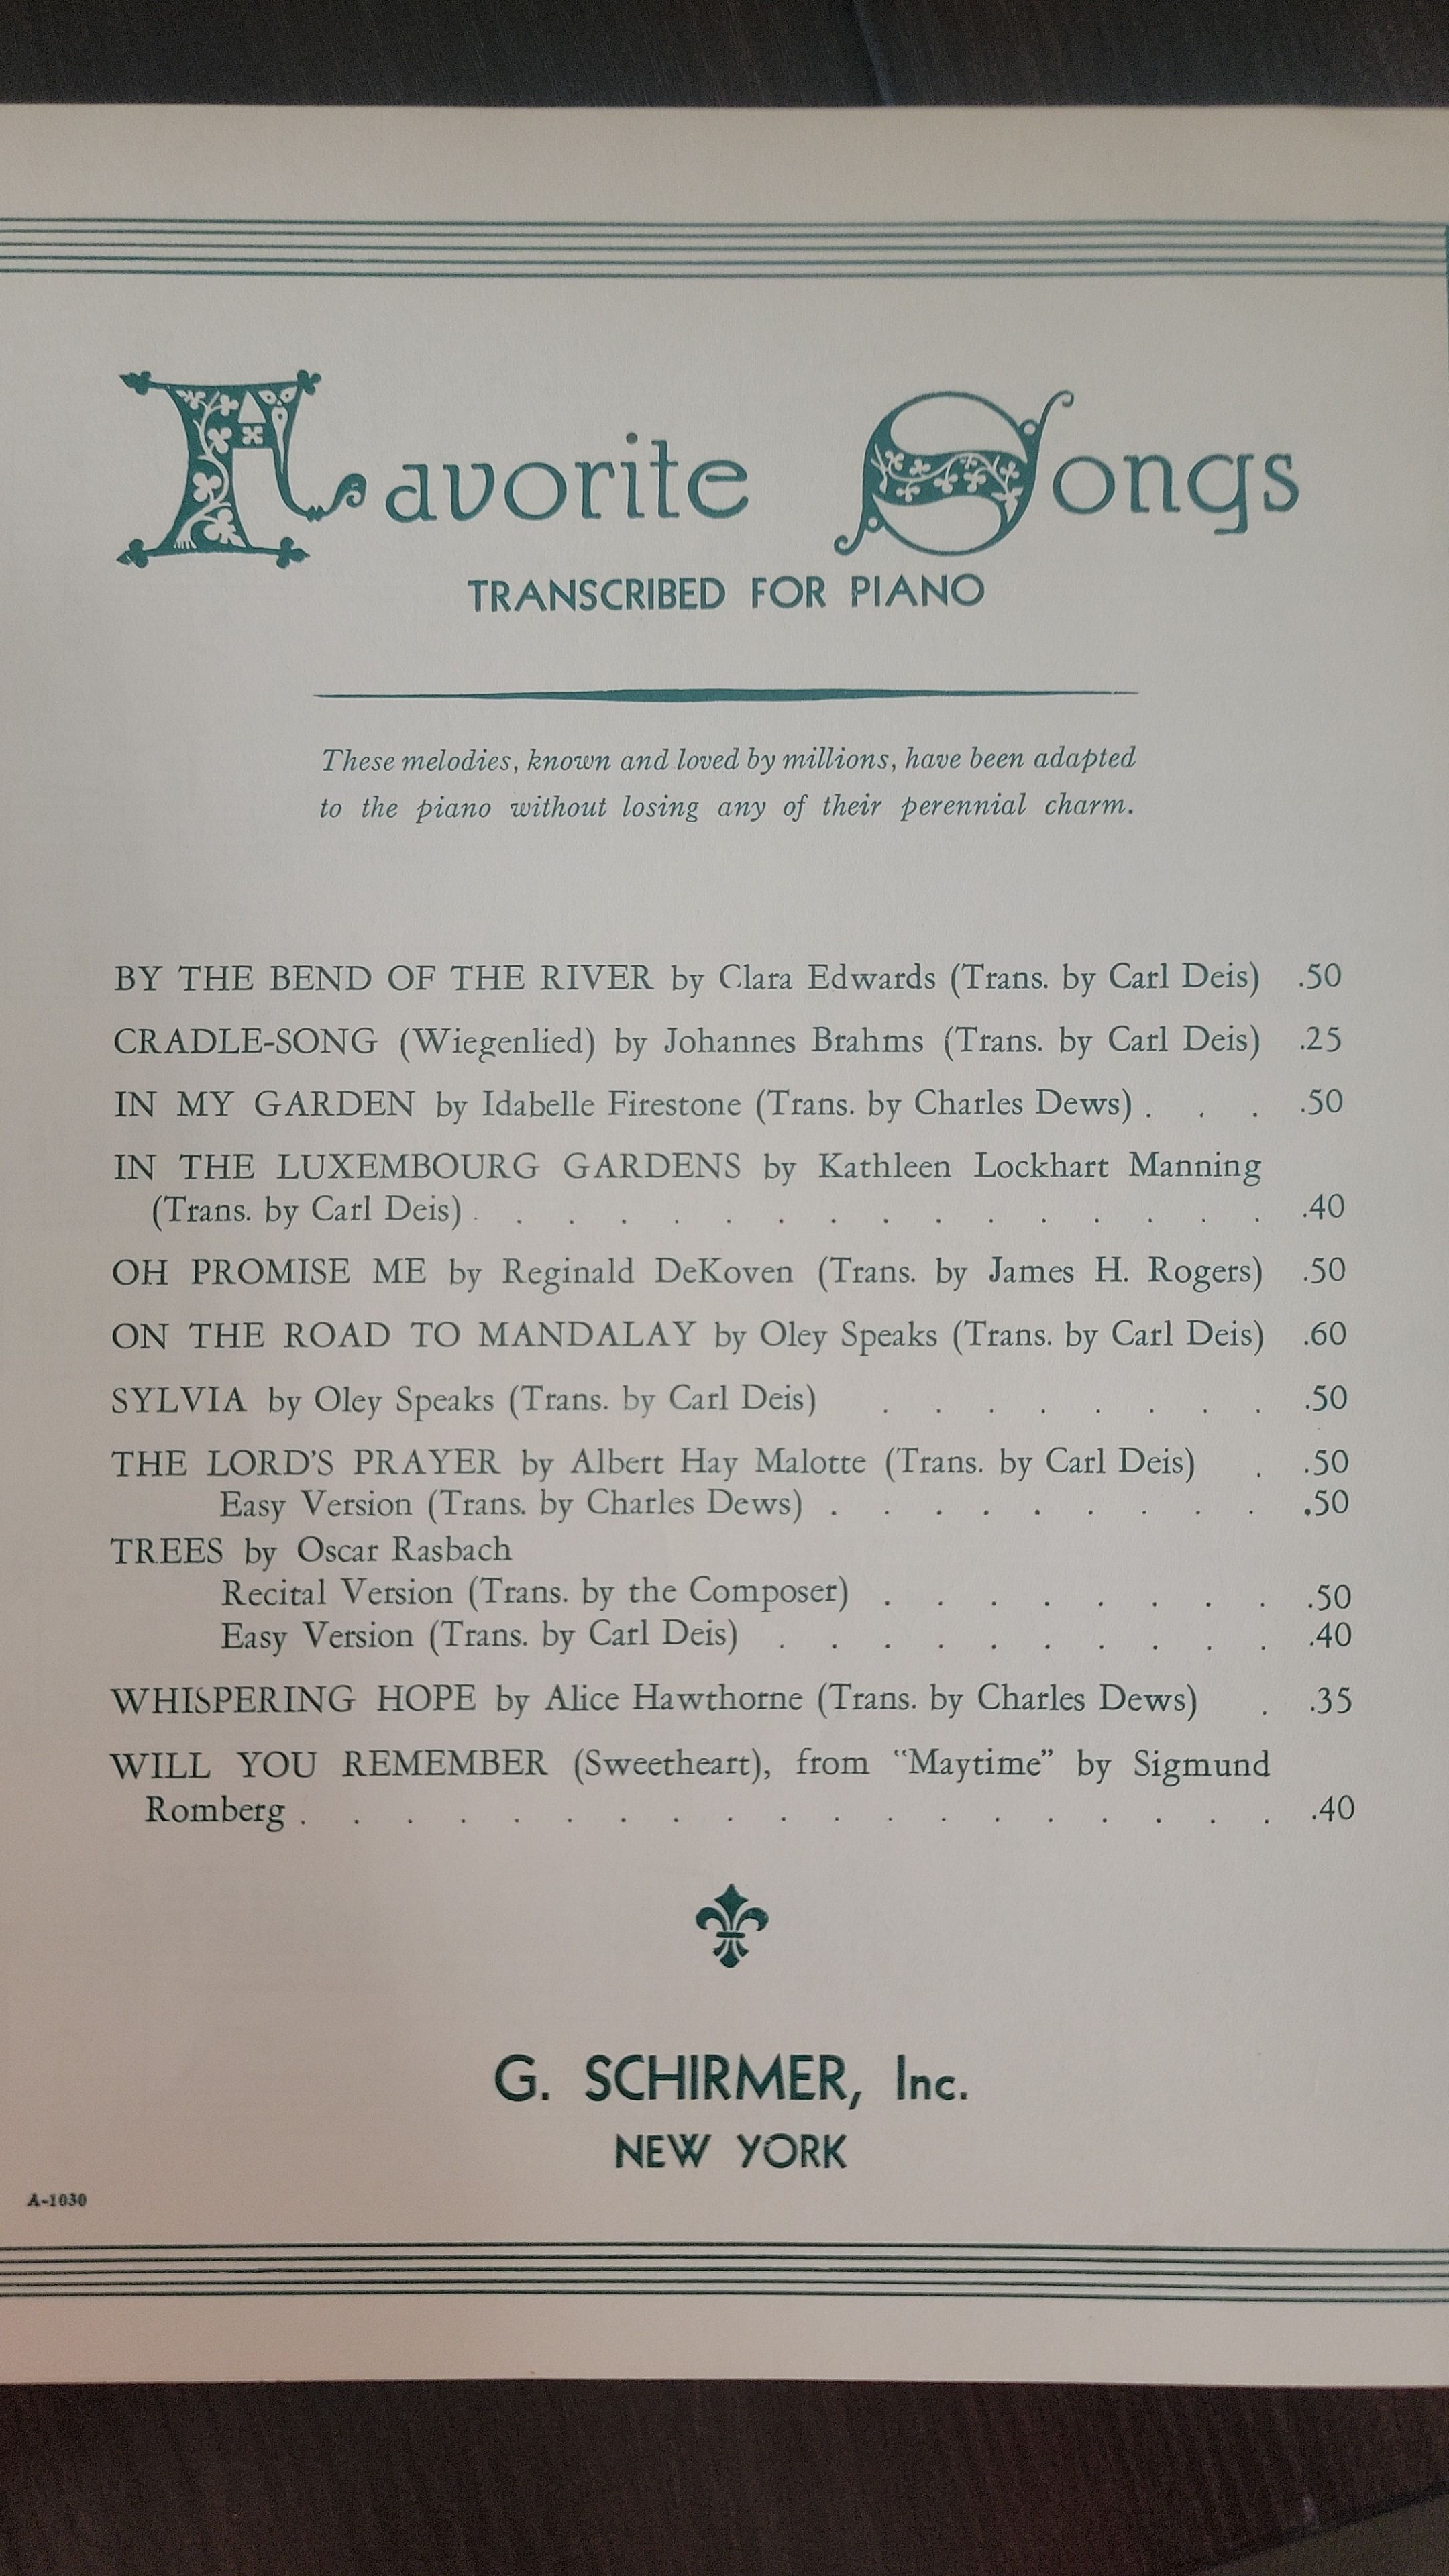 Favorite Songs
TRANSCRIBED FOR PIANO
These melodies, known and loved by millions, have been adapted
to the piano without losing any of their perennial charm.
BY THE BEND OF THE RIVER by Clara Edwards (Trans. by Carl Deis) .50
CRADLE-SONG (Wiegenlied) by Johannes Brahms (Trans. by Carl Deis) .25
IN MY GARDEN by Idabelle Firestone (Trans. by Charles Dews) . . . .50
IN THE LUXEMBOURG GARDENS by Kathleen Lockhart Manning
(Trans. by Carl Deis) . . . . . . . . . . . . . . . . .40
OH PROMISE ME by Reginald DeKoven (Trans. by James H. Rogers) .50
ON THE ROAD TO MANDALAY by Oley Speaks (Trans. by Carl Deis) .60
SYLVIA by Oley Speaks (Trans. by Carl Deis) . . . . . . . . .50
THE LORD'S PRAYER by Albert Hay Malotte (Trans. by Carl Deis) . .50
Easy Version (Trans. by Charles Dews) . . . . . . . . . .50
TREES by Oscar Rasbach
Recital Version (Trans. by the Composer) . . . . . . . . .50
Easy Version (Trans. by Carl Deis) . . . . . . . . . . .40
WHISPERING HOPE by Alice Hawthorne (Trans. by Charles Dews) . .35
WILL YOU REMEMBER (Sweetheart), from "Maytime" by Sigmund
Romberg . . . . . . . . . . . . . . . . . . . .40
G. SCHIRMER, Inc.
NEW YORK
A-1030